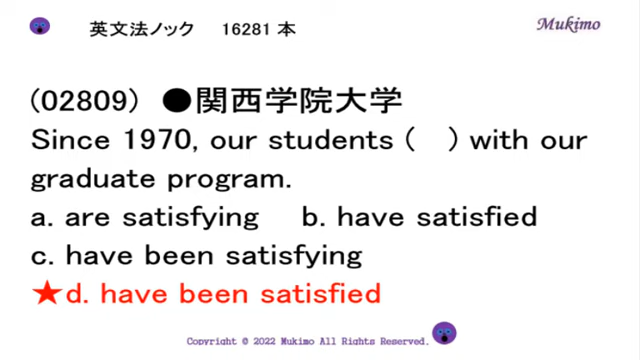 英文法ノック 16281 本
Mukimo
(02809) ●関西学院大学
Since 1970, our students ( ) with our
graduate program.
a. are satisfying b. have satisfied
c. have been satisfying
★d. have been satisfied
Copyright @ 2022 Mukimo All Rights Reserved.